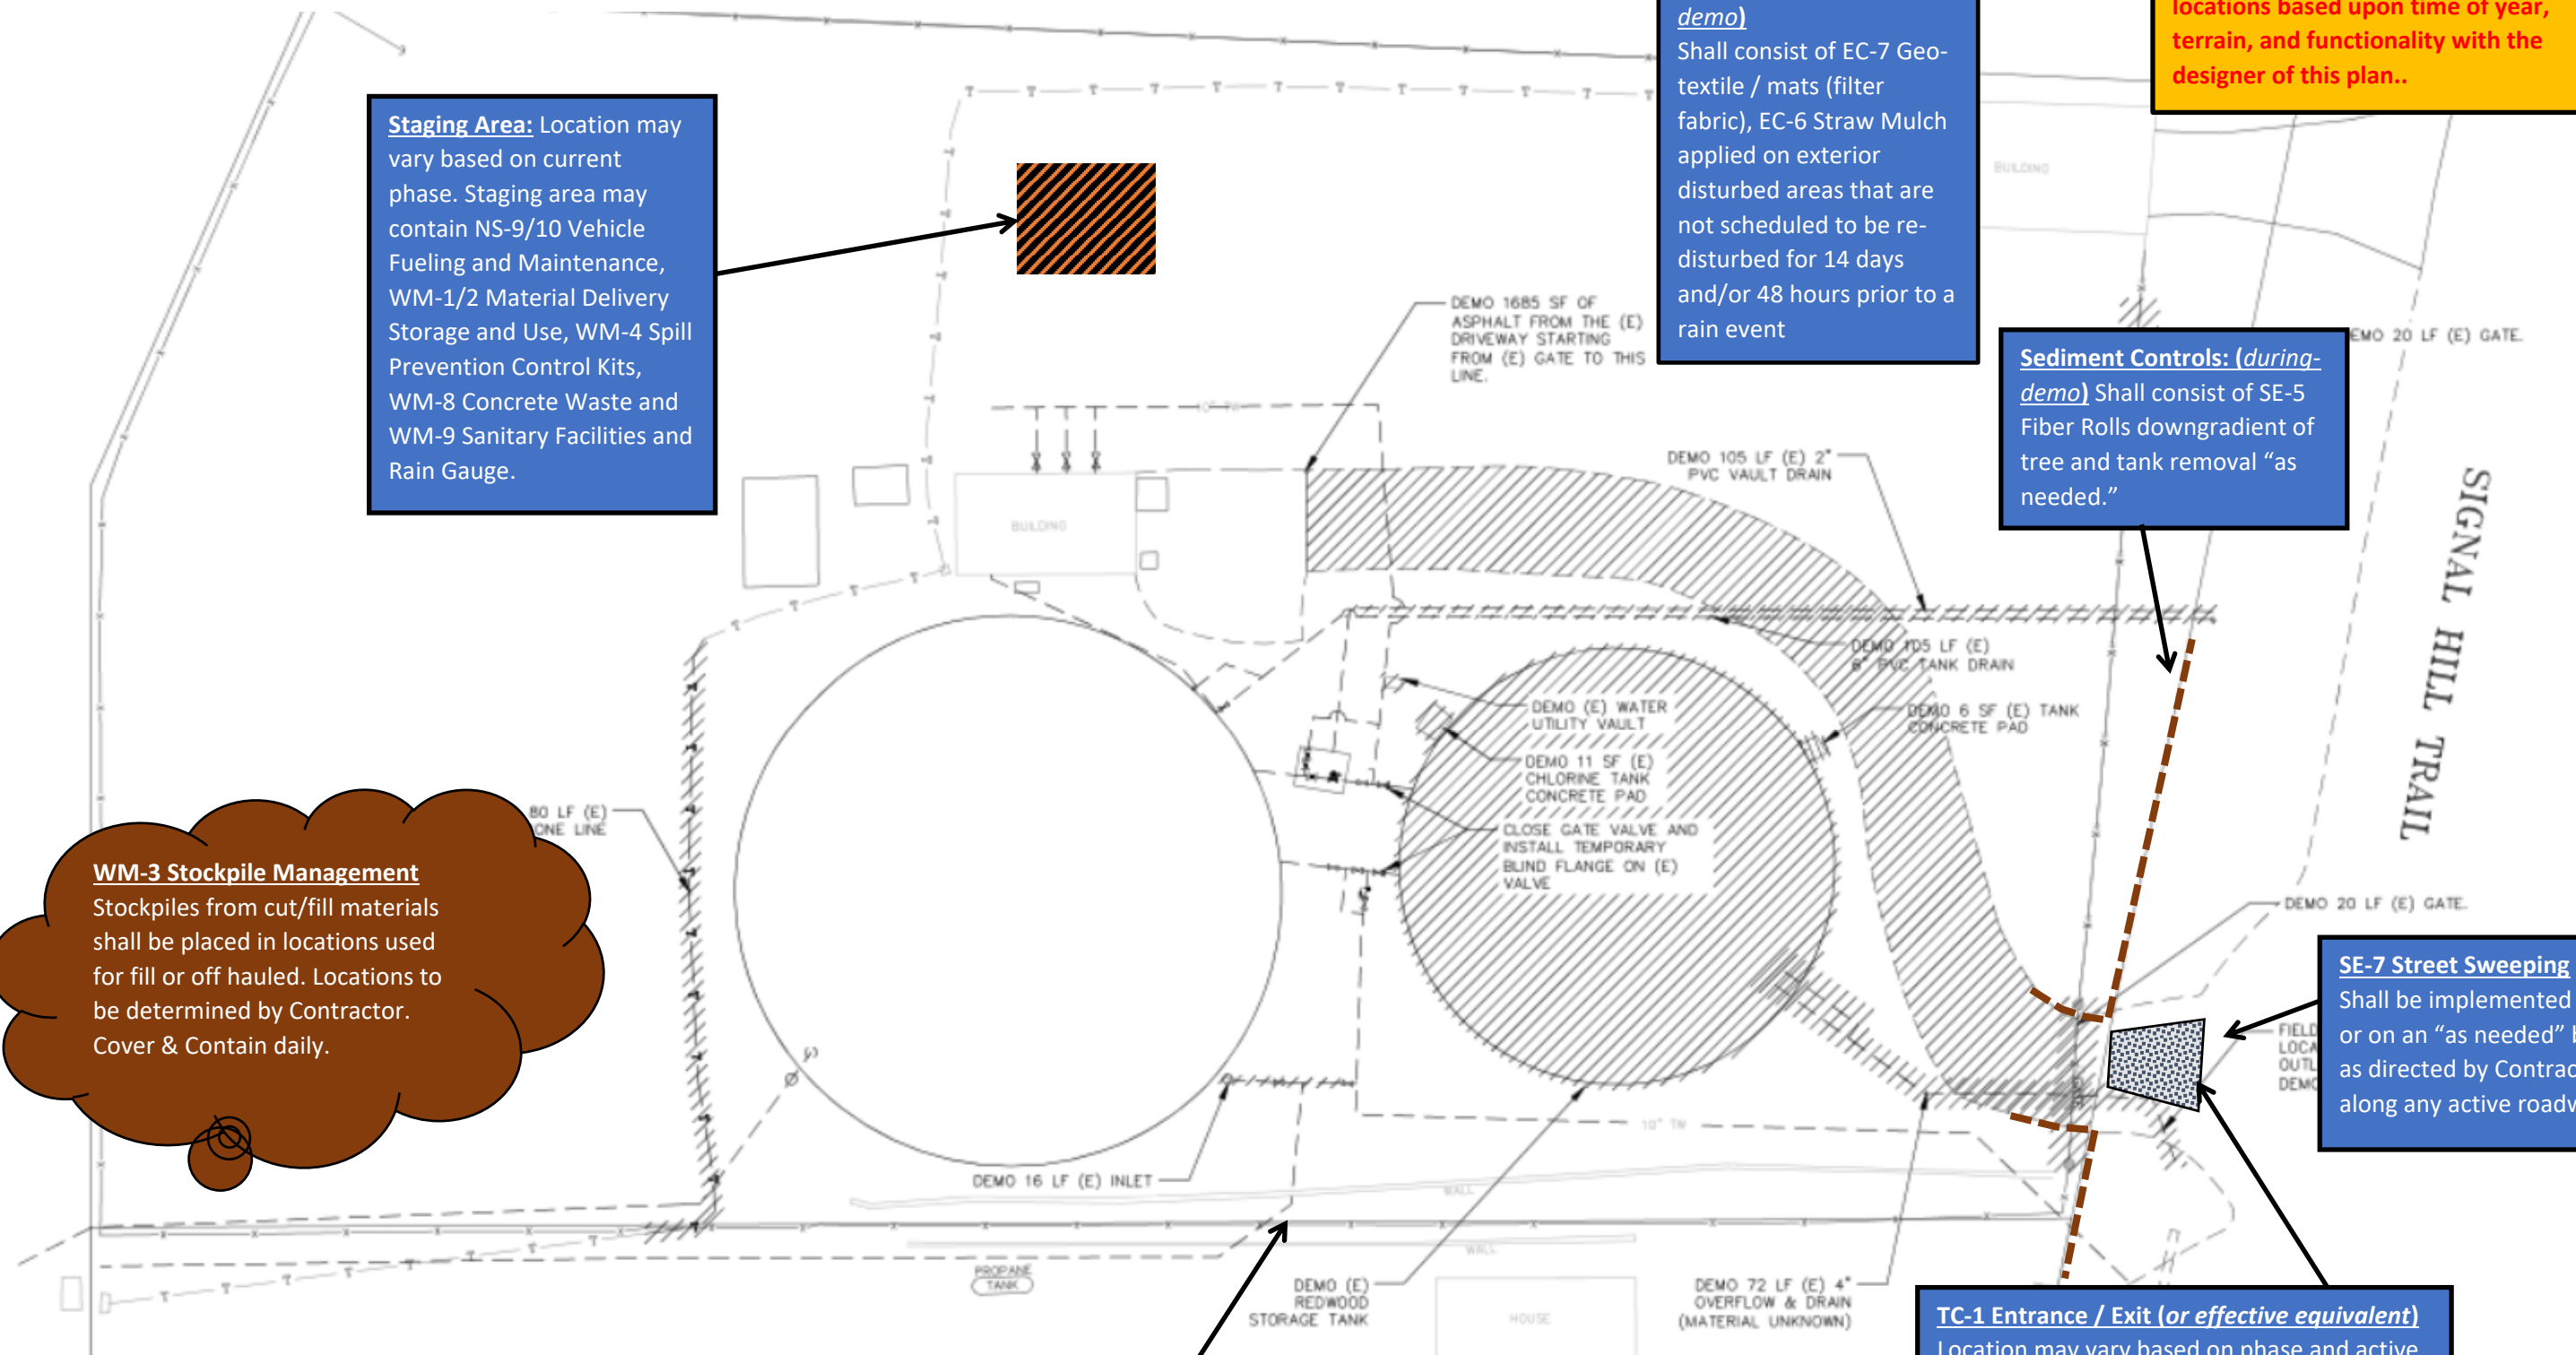 demo)
Shall consist of EC-7 Geo-
textile / mats (filter
fabric), EC-6 Straw Mulch
applied on exterior
disturbed areas that are
not scheduled to be re-
disturbed for 14 days
and/or 48 hours prior to a
rain event
locations based upon time of year,
terrain, and functionality with the
designer of this plan..
Staging Area: Location may
vary based on current
phase. Staging area may
contain NS-9/10 Vehicle
Fueling and Maintenance,
WM-1/2 Material Delivery
Storage and Use, WM-4 Spill
Prevention Control Kits,
WM-8 Concrete Waste and
WM-9 Sanitary Facilities and
Rain Gauge.
BUILDING
DEMO 1685 SF OF
ASPHALT FROM THE (E)
DRIVEWAY STARTING
FROM (E) GATE TO THIS
LINE.
EMO 20 LF (E) GATE.
Sediment Controls: (during-
demo) Shall consist of SE-5
Fiber Rolls downgradient of
tree and tank removal “as
needed.”
10" TW
DEMO 105 LF (E) 2"
PVC VAULT DRAIN
SIGNAL HILL TRAIL
BUILDING
DEMO 105 LF (E)
6" PVC TANK DRAIN
DEMO (E) WATER
UTILITY VAULT
DEMO 6 SF (E) TANK
CONCRETE PAD
DEMO 11 SF (E)
CHLORINE TANK
CONCRETE PAD
80 LF (E)
ONE LINE
CLOSE GATE VALVE AND
INSTALL TEMPORARY
BLIND FLANGE ON (E)
VALVE
WM-3 Stockpile Management
Stockpiles from cut/fill materials
shall be placed in locations used
for fill or off hauled. Locations to
be determined by Contractor.
Cover & Contain daily.
DEMO 20 LF (E) GATE.
SE-7 Street Sweeping
Shall be implemented
or on an “as needed” b
as directed by Contrac
along any active roadw
FIELD
LOCA
OUTL
DEMO
10" TW
DEMO 16 LF (E) INLET
WALL
WALL
PROPANE
TANK
DEMO (E)
REDWOOD
STORAGE TANK
HOUSE
DEMO 72 LF (E) 4"
OVERFLOW & DRAIN
(MATERIAL UNKNOWN)
TC-1 Entrance / Exit (or effective equivalent)
Location may vary based on phase and active